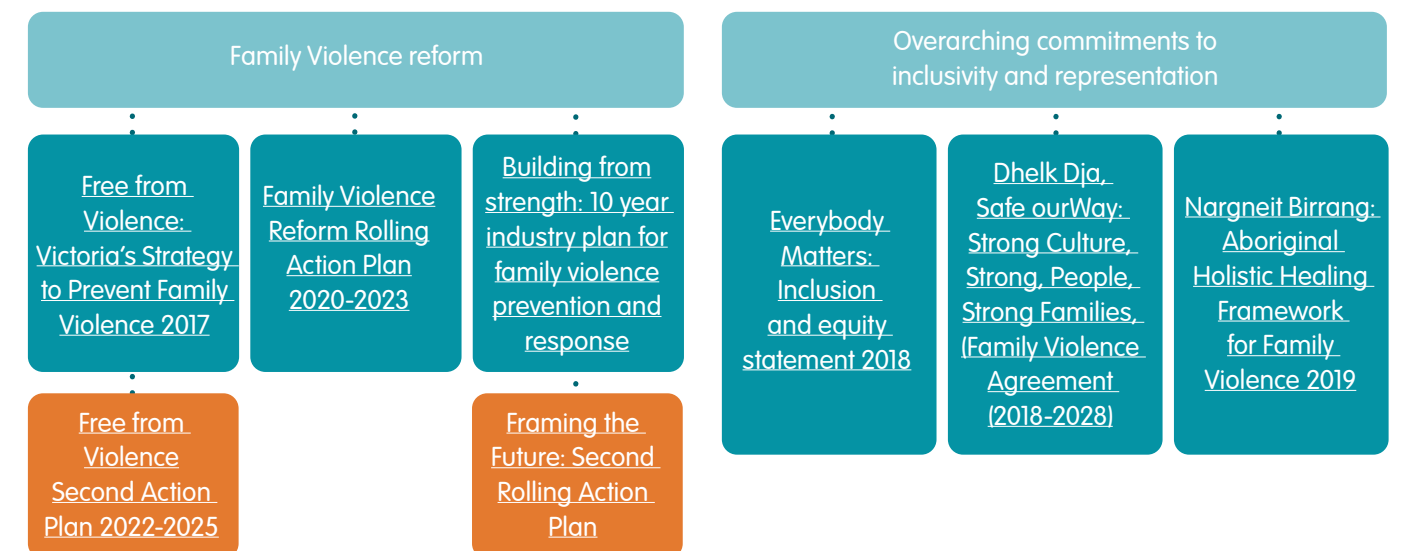 Family Violence reform
Free from
Violence:
Victoria's Strategy
to Prevent Family
Violence 2017
Family Violence
Reform Rolling
Action Plan
2020-2023
Building from
strength: 10 year
industry plan for
family violence
prevention and
response
Free from
Violence
Second Action
Plan 2022-2025
Framing the
Future: Second
Rolling Action
Plan
Overarching commitments to
inclusivity and representation
Everybody
Matters:
Inclusion
and equity
statement 2018
Dhelk Dja,
Safe ourWay:
Strong Culture,
Strong, People,
Strong Families,
(Family Violence
Agreement
(2018-2028)
Nargneit Birrang:
Aboriginal
Holistic Healing
Framework
for Family
Violence 2019